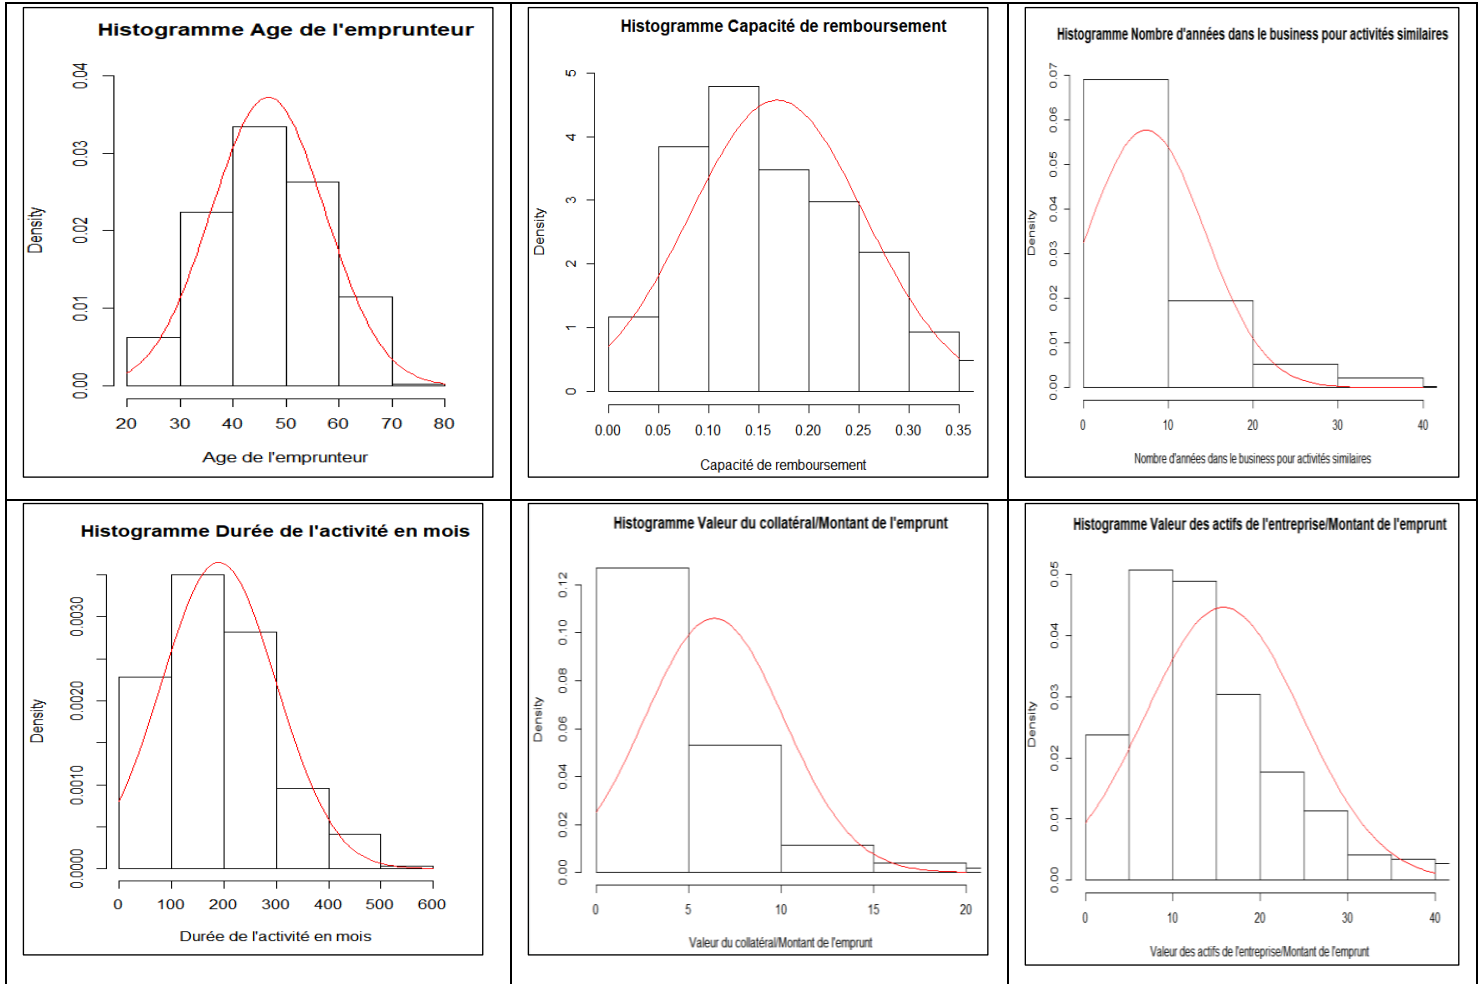 Histogramme Age de l'emprunteur
Density
0.00 0.01 0.02 0.03 0.04
20 30 40 50 60 70 80
Age de l'emprunteur
Histogramme Capacité de remboursement
Density
0 1 2 3 4 5
0.00 0.05 0.10 0.15 0.20 0.25 0.30 0.35
Capacité de remboursement
Histogramme Nombre d'années dans le business pour activités similaires
Density
0.00 0.01 0.02 0.03 0.04 0.05 0.06 0.07
0 10 20 30 40
Nombre d'années dans le business pour activités similaires
Histogramme Durée de l'activité en mois
Density
0.0000 0.0010 0.0020 0.0030
0 100 200 300 400 500 600
Durée de l'activité en mois
Histogramme Valeur du collatéral/Montant de l'emprunt
Density
0.00 0.02 0.04 0.06 0.08 0.10 0.12
0 5 10 15 20
Valeur du collatéral/Montant de l'emprunt
Histogramme Valeur des actifs de l'entreprise/Montant de l'emprunt
Density
0.00 0.01 0.02 0.03 0.04 0.05
0 10 20 30 40
Valeur des actifs de l'entreprise/Montant de l'emprunt